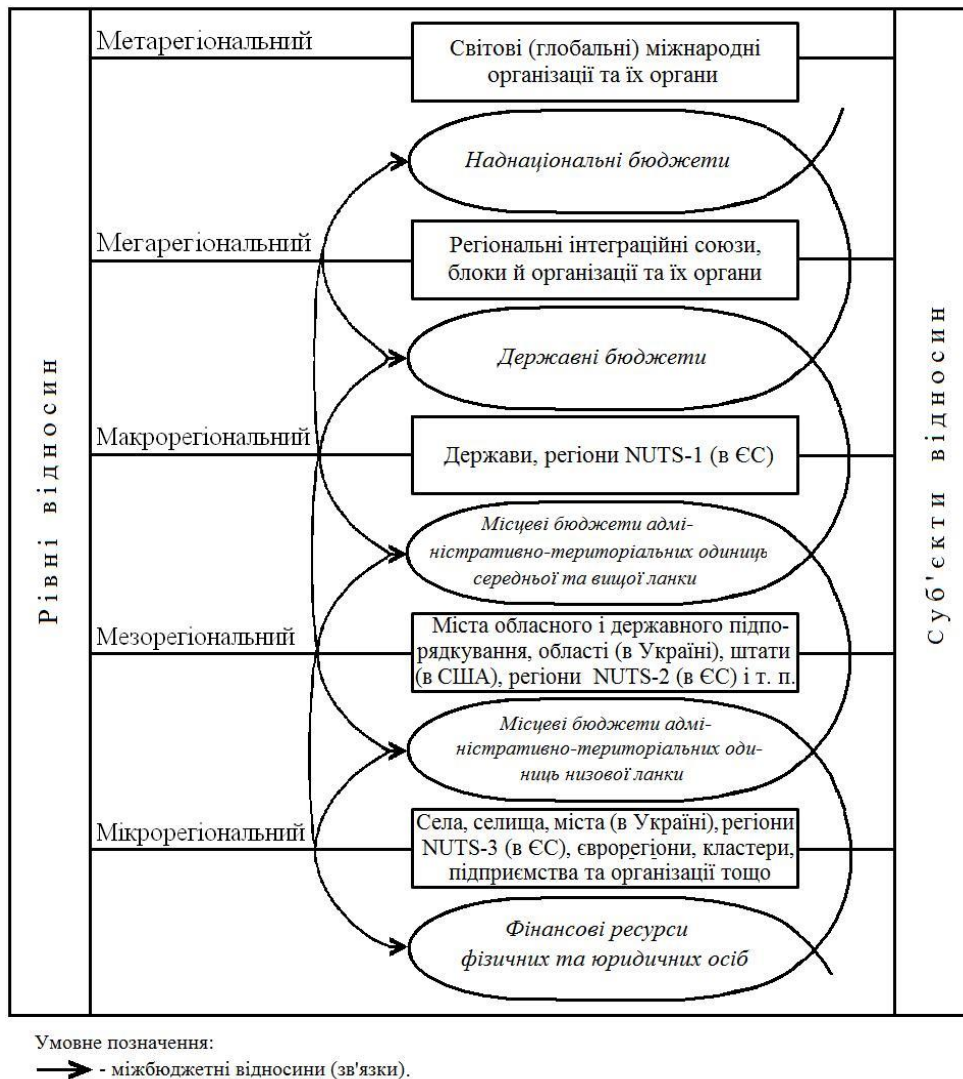 Метарегіональний
Світові (глобальні) міжнародні
організації та їх органи
Наднаціональні бюджети
Мегарегіональний
Регіональні інтеграційні союзи,
блоки й організації та їх органи
Державні бюджети
Макрорегіональний
Держави, регіони NUTS-1 (в ЄС)
Місцеві бюджети адмі-
ністративно-територіальних одиниць
середньої та вищої ланки
Мезорегіональний
Міста обласного і державного підпо-
рядкування, області (в Україні), штати
(в США), регіони NUTS-2 (в ЄС) і т. п.
Місцеві бюджети адмі-
ністративно-територіальних оди-
ниць низової ланки
Мікрорегіональний
Села, селища, міста (в Україні), регіони
NUTS-3 (в ЄС), єврорегіони, кластери,
підприємства та організації тощо
Фінансові ресурси
фізичних та юридичних осіб
Рівні відносин
Суб'єкти відносин
Умовне позначення:
- міжбюджетні відносини (зв'язки).